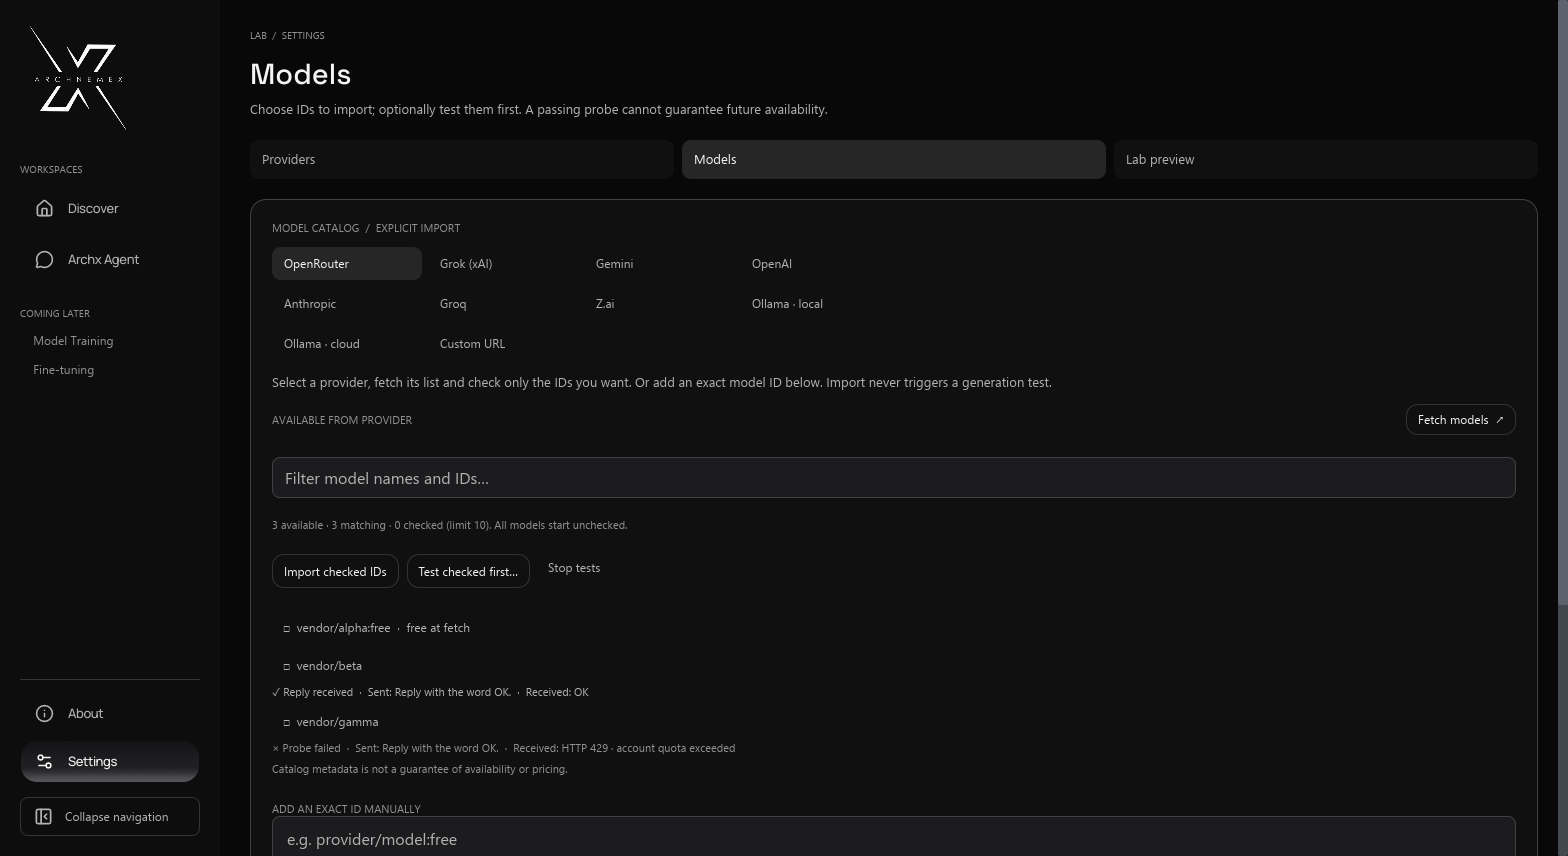 ARCHNEMEX
WORKSPACES
Discover
Archx Agent
COMING LATER
Model Training
Fine-tuning
About
Settings
Collapse navigation
LAB / SETTINGS
Models
Choose IDs to import; optionally test them first. A passing probe cannot guarantee future availability.
Providers
Models
Lab preview
MODEL CATALOG / EXPLICIT IMPORT
OpenRouter
Grok (xAI)
Gemini
OpenAI
Anthropic
Groq
Z.ai
Ollama · local
Ollama · cloud
Custom URL
Select a provider, fetch its list and check only the IDs you want. Or add an exact model ID below. Import never triggers a generation test.
AVAILABLE FROM PROVIDER
Fetch models ↗
Filter model names and IDs...
3 available · 3 matching · 0 checked (limit 10). All models start unchecked.
Import checked IDs
Test checked first...
Stop tests
□ vendor/alpha:free · free at fetch
□ vendor/beta
✓ Reply received · Sent: Reply with the word OK. · Received: OK
□ vendor/gamma
× Probe failed · Sent: Reply with the word OK. · Received: HTTP 429 · account quota exceeded
Catalog metadata is not a guarantee of availability or pricing.
ADD AN EXACT ID MANUALLY
e.g. provider/model:free